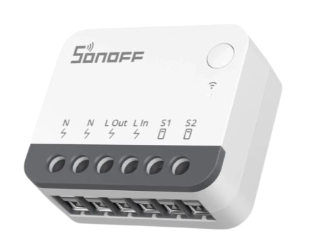 SONOFF
N N L Out L In S1 S2